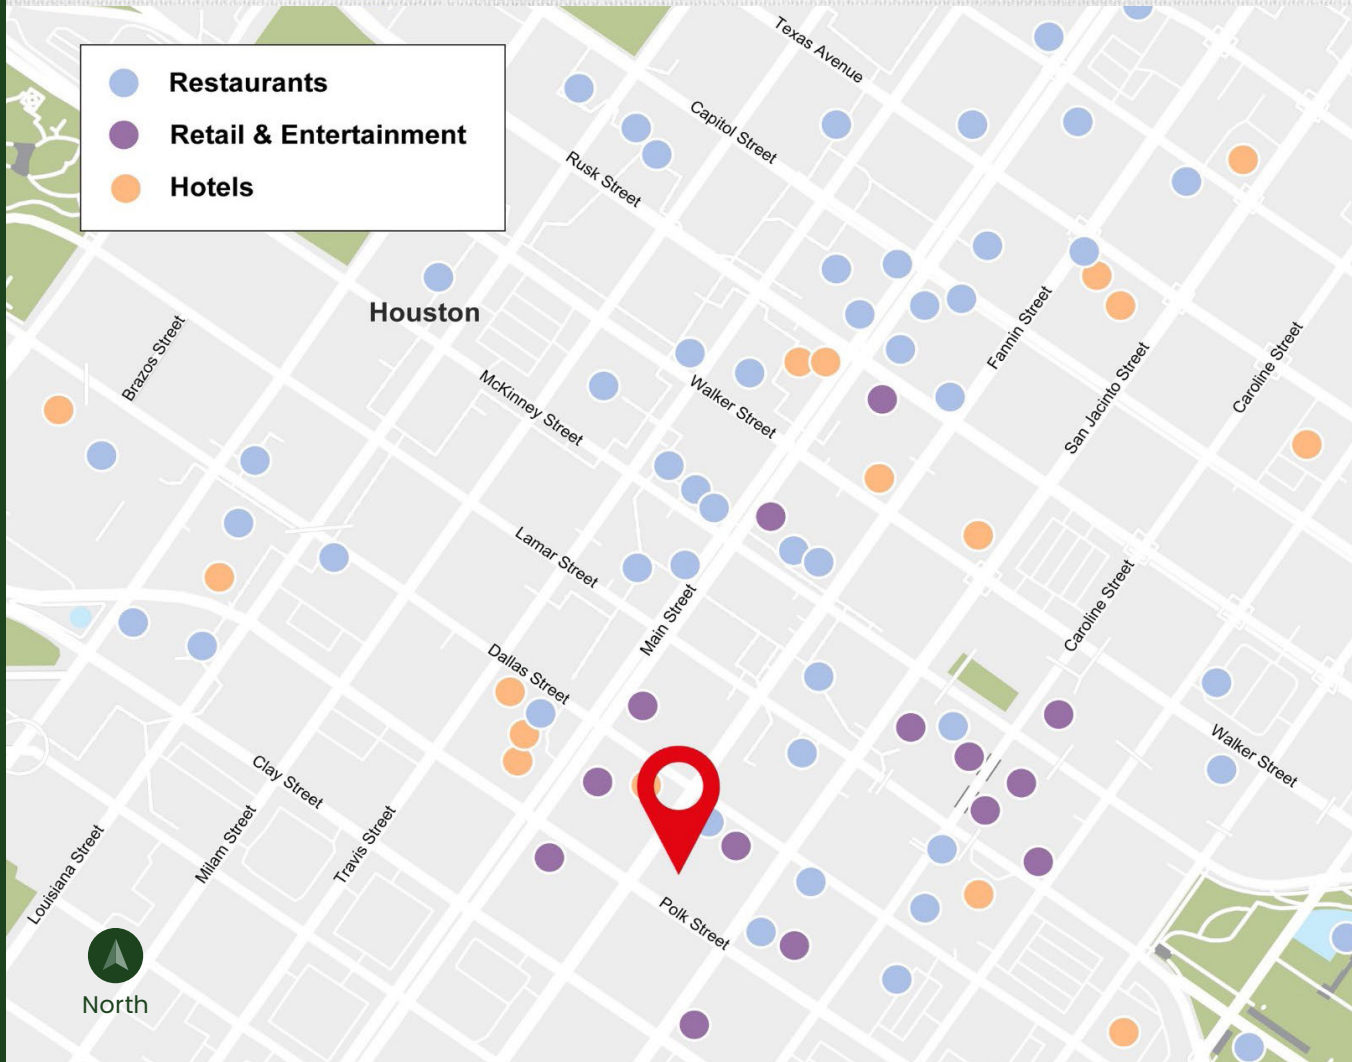 Restaurants
Retail & Entertainment
Hotels
Texas Avenue
Capitol Street
Rusk Street
Houston
Brazos Street
McKinney Street
Walker Street
Fannin Street
San Jacinto Street
Caroline Street
Lamar Street
Main Street
Caroline Street
Dallas Street
Walker Street
Clay Street
Louisiana Street
Milam Street
Travis Street
Polk Street
North